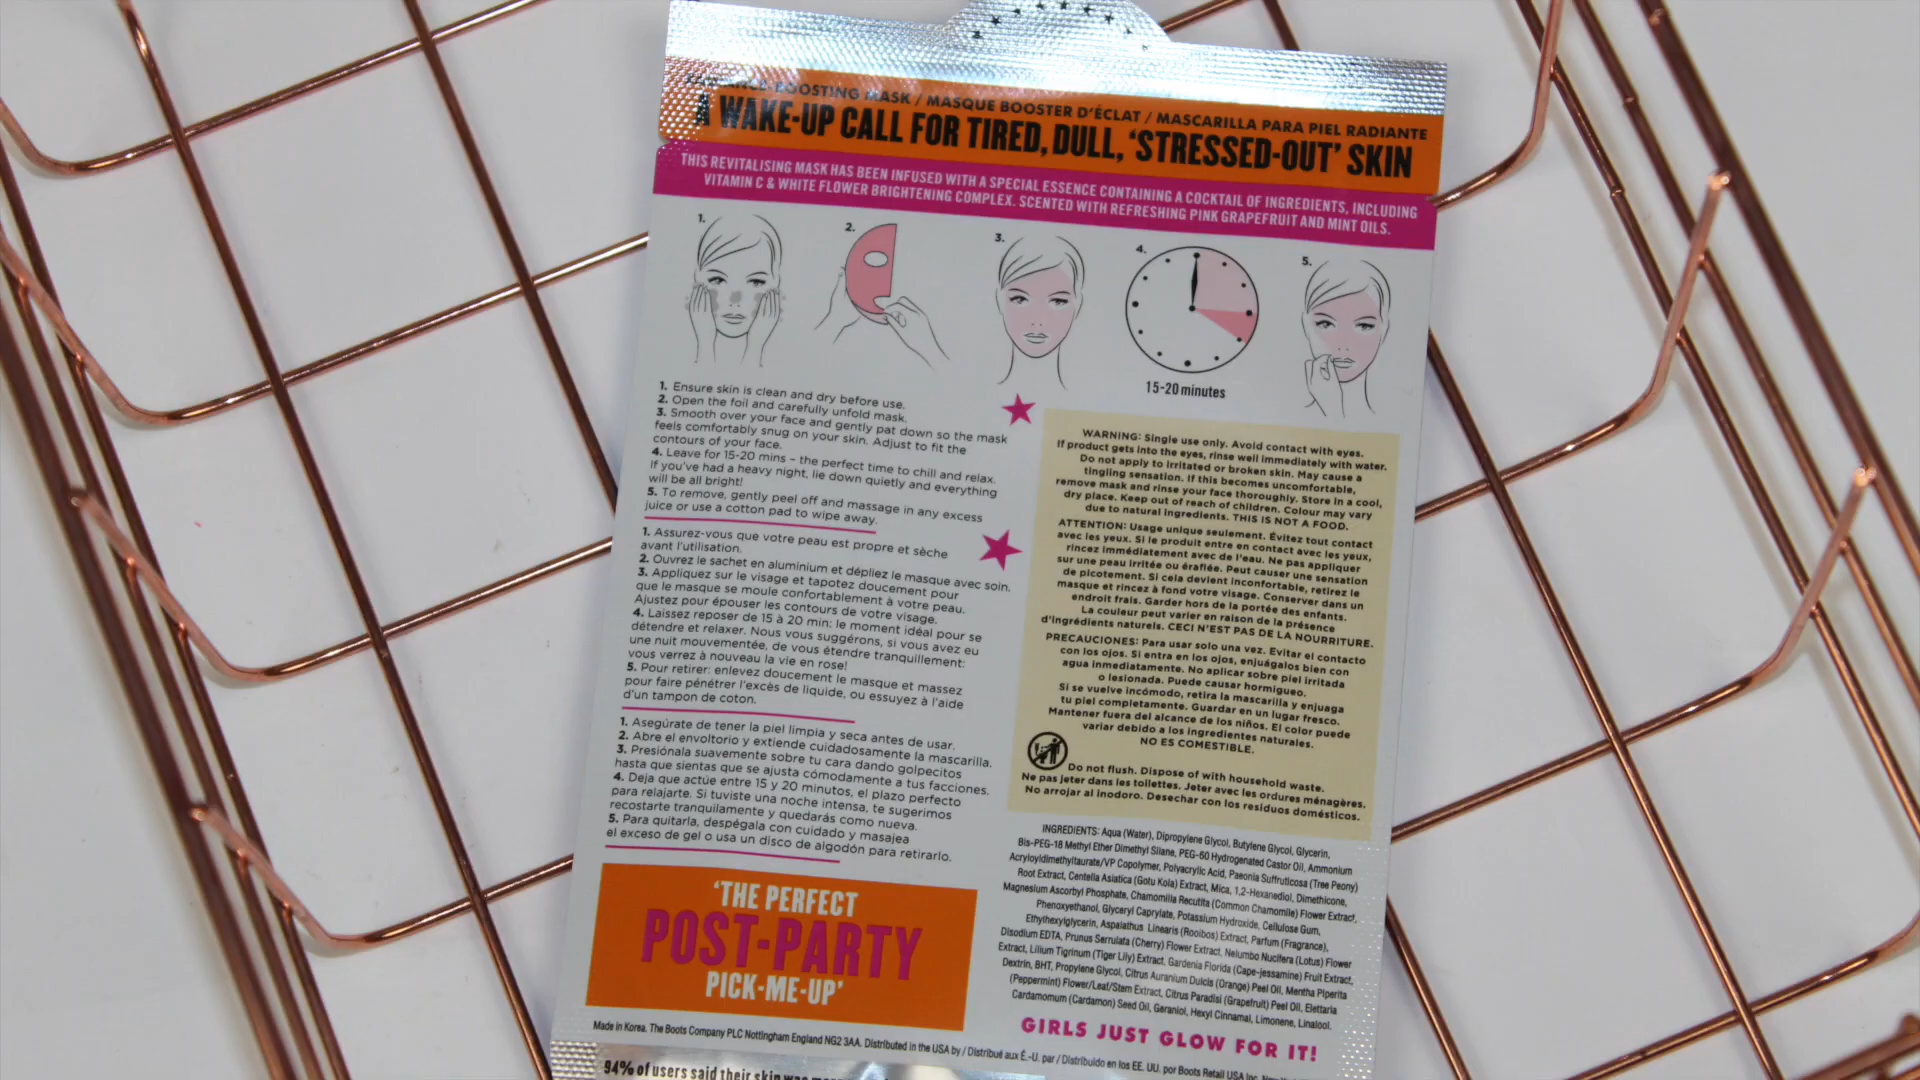 BOOSTING MASK / MASQUE BOOSTER D'ÉCLAT / MASCARILLA PARA PIEL RADIANTE
A WAKE-UP CALL FOR TIRED, DULL, 'STRESSED-OUT' SKIN
THIS REVITALISING MASK HAS BEEN INFUSED WITH A SPECIAL ESSENCE CONTAINING A COCKTAIL OF INGREDIENTS, INCLUDING
VITAMIN C & WHITE FLOWER BRIGHTENING COMPLEX. SCENTED WITH REFRESHING PINK GRAPEFRUIT AND MINT OILS.
1.
2.
3.
4.
5.
15-20 minutes
1. Ensure skin is clean and dry before use.
2. Open the foil and carefully unfold mask.
3. Smooth over your face and gently pat down so the mask
feels comfortably snug on your skin. Adjust to fit the
contours of your face.
4. Leave for 15-20 mins – the perfect time to chill and relax.
If you've had a heavy night, lie down quietly and everything
will be all bright!
5. To remove, gently peel off and massage in any excess
juice or use a cotton pad to wipe away.
1. Assurez-vous que votre peau est propre et sèche
avant l'utilisation.
2. Ouvrez le sachet en aluminium et dépliez le masque avec soin.
3. Appliquez sur le visage et tapotez doucement pour
que le masque se moule confortablement à votre peau.
Ajustez pour épouser les contours de votre visage.
4. Laissez reposer de 15 à 20 min: le moment idéal pour se
détendre et relaxer. Nous vous suggérons, si vous avez eu
une nuit mouvementée, de vous étendre tranquillement:
vous verrez à nouveau la vie en rose!
5. Pour retirer: enlevez doucement le masque et massez
pour faire pénétrer l'excès de liquide, ou essuyez à l'aide
d'un tampon de coton.
1. Asegúrate de tener la piel limpia y seca antes de usar.
2. Abre el envoltorio y extiende cuidadosamente la mascarilla.
3. Presiónala suavemente sobre tu cara dando golpecitos
hasta que sientas que se ajusta cómodamente a tus facciones.
4. Deja que actúe entre 15 y 20 minutos, el plazo perfecto
para relajarte. Si tuviste una noche intensa, te sugerimos
recostarte tranquilamente y quedarás como nueva.
5. Para quitarla, despégala con cuidado y masajea
el exceso de gel o usa un disco de algodón para retirarlo.
WARNING: Single use only. Avoid contact with eyes.
If product gets into the eyes, rinse well immediately with water.
Do not apply to irritated or broken skin. May cause a
tingling sensation. If this becomes uncomfortable,
remove mask and rinse your face thoroughly. Store in a cool,
dry place. Keep out of reach of children. Colour may vary
due to natural ingredients. THIS IS NOT A FOOD.
ATTENTION: Usage unique seulement. Évitez tout contact
avec les yeux. Si le produit entre en contact avec les yeux,
rincez immédiatement avec de l'eau. Ne pas appliquer
sur une peau irritée ou éraflée. Peut causer une sensation
de picotement. Si cela devient inconfortable, retirez le
masque et rincez à fond votre visage. Conserver dans un
endroit frais. Garder hors de la portée des enfants.
La couleur peut varier en raison de la présence
d'ingrédients naturels. CECI N'EST PAS DE LA NOURRITURE.
PRECAUCIONES: Para usar solo una vez. Evitar el contacto
con los ojos. Si entra en los ojos, enjuágalos bien con
agua inmediatamente. No aplicar sobre piel irritada
o lesionada. Puede causar hormigueo.
Si se vuelve incómodo, retira la mascarilla y enjuaga
tu piel completamente. Guardar en un lugar fresco.
Mantener fuera del alcance de los niños. El color puede
variar debido a los ingredientes naturales.
NO ES COMESTIBLE.
Do not flush. Dispose of with household waste.
Ne pas jeter dans les toilettes. Jeter avec les ordures ménagères.
No arrojar al inodoro. Desechar con los residuos domésticos.
INGREDIENTS: Aqua (Water), Dipropylene Glycol, Butylene Glycol, Glycerin,
Bis-PEG-18 Methyl Ether Dimethyl Silane, PEG-60 Hydrogenated Castor Oil, Ammonium
Acryloyldimethyltaurate/VP Copolymer, Polyacrylic Acid, Paeonia Suffruticosa (Tree Peony)
Root Extract, Centella Asiatica (Gotu Kola) Extract, Mica, 1,2-Hexanediol, Dimethicone,
Magnesium Ascorbyl Phosphate, Chamomilla Recutita (Common Chamomile) Flower Extract,
Phenoxyethanol, Glyceryl Caprylate, Potassium Hydroxide, Cellulose Gum,
Ethylhexylglycerin, Aspalathus Linearis (Rooibos) Extract, Parfum (Fragrance),
Disodium EDTA, Prunus Serrulata (Cherry) Flower Extract, Nelumbo Nucifera (Lotus) Flower
Extract, Lilium Tigrinum (Tiger Lily) Extract, Gardenia Florida (Cape-jessamine) Fruit Extract,
Dextrin, BHT, Propylene Glycol, Citrus Aurantium Dulcis (Orange) Peel Oil, Mentha Piperita
(Peppermint) Flower/Leaf/Stem Extract, Citrus Paradisi (Grapefruit) Peel Oil, Elettaria
Cardamomum (Cardamon) Seed Oil, Geraniol, Hexyl Cinnamal, Limonene, Linalool.
'THE PERFECT
POST-PARTY
PICK-ME-UP'
GIRLS JUST GLOW FOR IT!
Made in Korea. The Boots Company PLC Nottingham England NG2 3AA. Distributed in the USA by / Distribué aux É.-U. par / Distribuido en los EE. UU. por Boots Retail USA Inc.
94% of users said their skin was